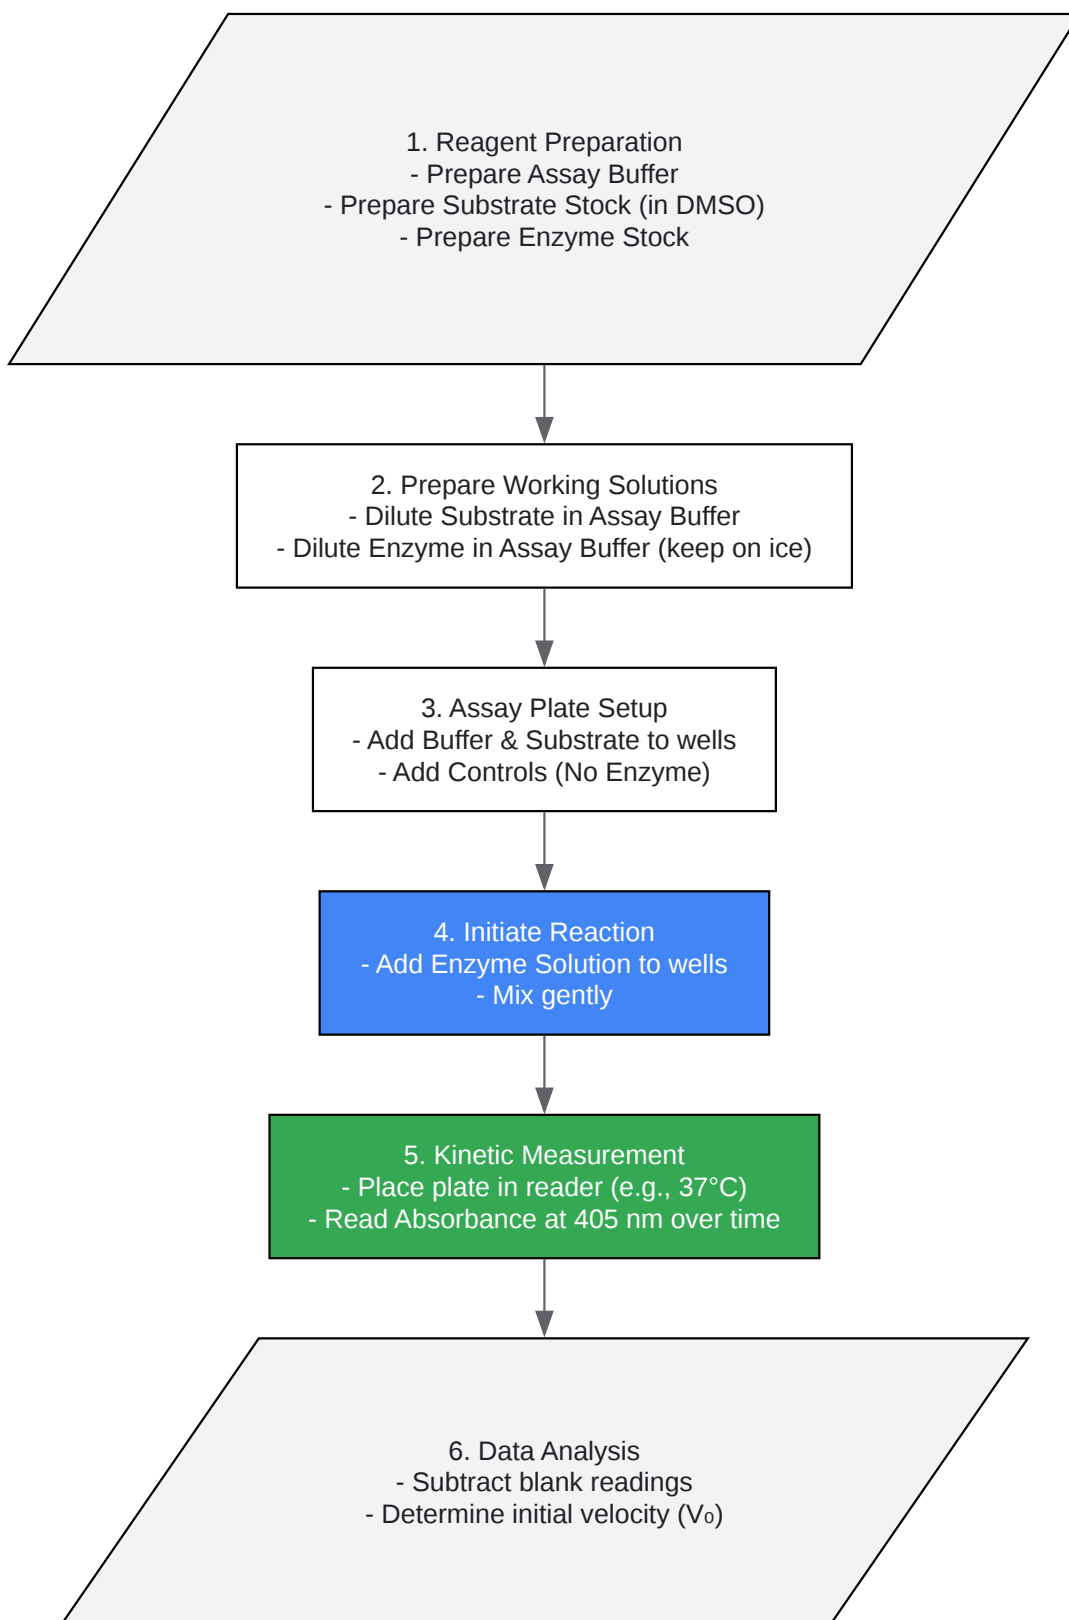 1. Reagent Preparation
- Prepare Assay Buffer
- Prepare Substrate Stock (in DMSO)
- Prepare Enzyme Stock
2. Prepare Working Solutions
- Dilute Substrate in Assay Buffer
- Dilute Enzyme in Assay Buffer (keep on ice)
3. Assay Plate Setup
- Add Buffer & Substrate to wells
- Add Controls (No Enzyme)
4. Initiate Reaction
- Add Enzyme Solution to wells
- Mix gently
5. Kinetic Measurement
- Place plate in reader (e.g., 37°C)
- Read Absorbance at 405 nm over time
6. Data Analysis
- Subtract blank readings
- Determine initial velocity (V₀)